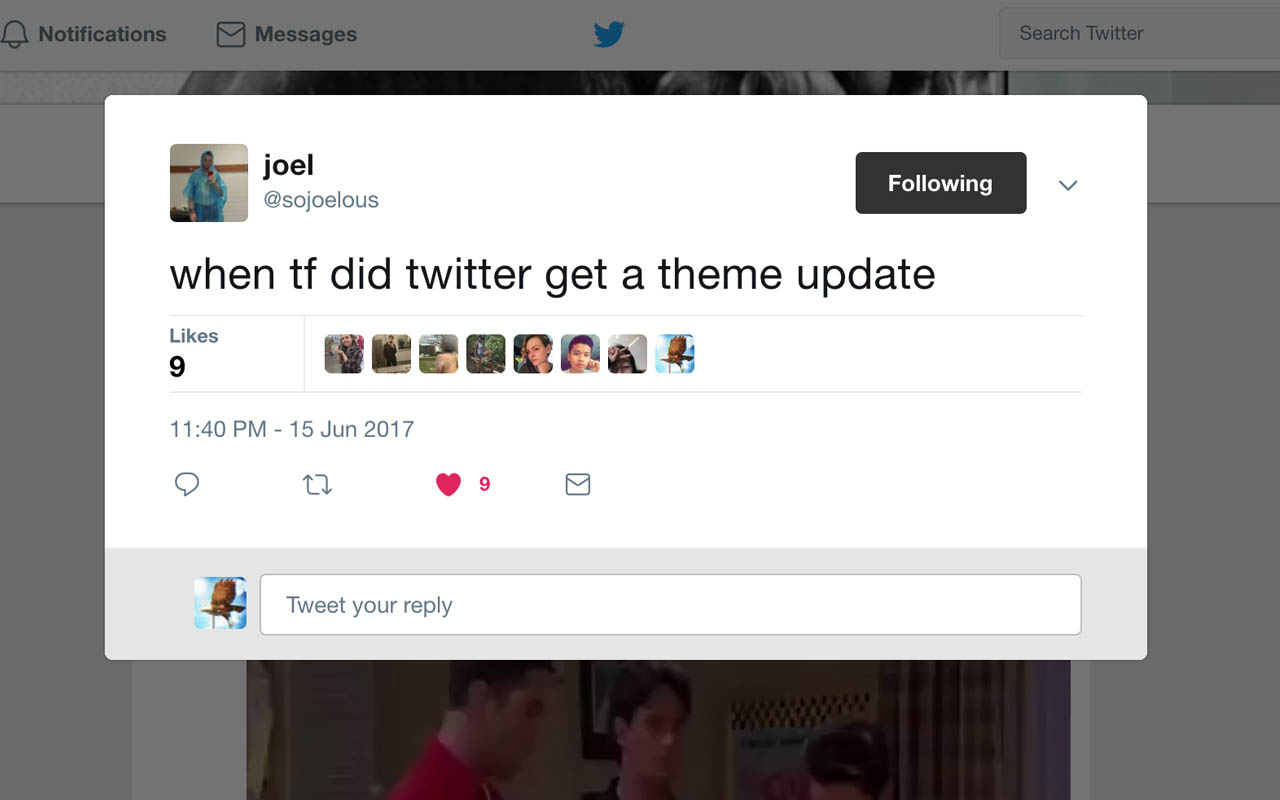 Notifications
Messages
Search Twitter
joel
@sojoelous
Following
when tf did twitter get a theme update
Likes
9
11:40 PM - 15 Jun 2017
9
Tweet your reply